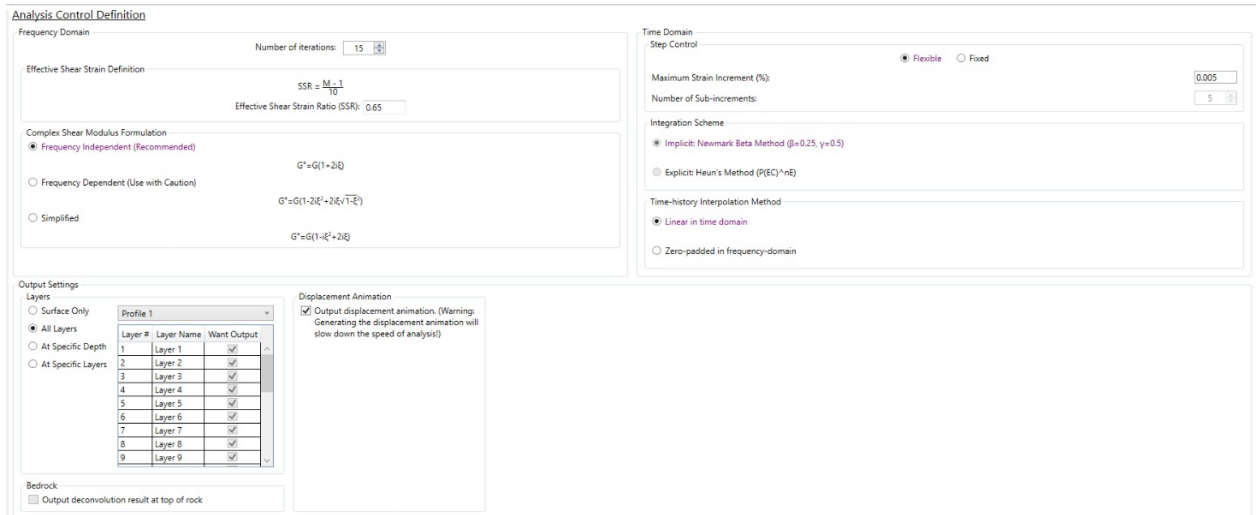 Analysis Control Definition
Frequency Domain
Number of iterations: 15
Effective Shear Strain Definition
SSR = M - 1
10
Effective Shear Strain Ratio (SSR): 0.65
Complex Shear Modulus Formulation
Frequency Independent (Recommended)
G*=G(1+2iξ)
Frequency Dependent (Use with Caution)
G*=G(1-2iξ²+2iξ√1-ξ²)
Simplified
G*=G(1-iξ²+2iξ)
Time Domain
Step Control
Flexible Fixed
Maximum Strain Increment (%): 0.005
Number of Sub-increments: 5
Integration Scheme
Implicit: Newmark Beta Method (β=0.25, γ=0.5)
Explicit: Heun's Method (P(EC)^nE)
Time-history Interpolation Method
Linear in time domain
Zero-padded in frequency-domain
Output Settings
Layers
Surface Only
All Layers
At Specific Depth
At Specific Layers
Profile 1
Layer # Layer Name Want Output
1 Layer 1
2 Layer 2
3 Layer 3
4 Layer 4
5 Layer 5
6 Layer 6
7 Layer 7
8 Layer 8
9 Layer 9
Displacement Animation
Output displacement animation. (Warning:
Generating the displacement animation will
slow down the speed of analysis!)
Bedrock
Output deconvolution result at top of rock